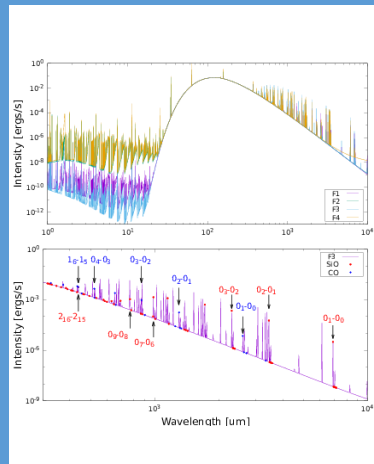 Intensity [ergs/s]
10^0
10^-2
10^-4
10^-6
10^-8
10^-10
10^-12
10^0 10^1 10^2 10^3 10^4
F1
F2
F3
F4
Intensity [ergs/s]
10^0
10^-3
10^-6
10^-9
F3
SiO
CO
1_6-1_5 0_4-0_3 0_3-0_2 0_2-0_1 0_3-0_2 0_2-0_1
0_1-0_0 0_1-0_0
2_16-2_15 0_9-0_8 0_7-0_6
10^3 10^4
Wavelength [um]